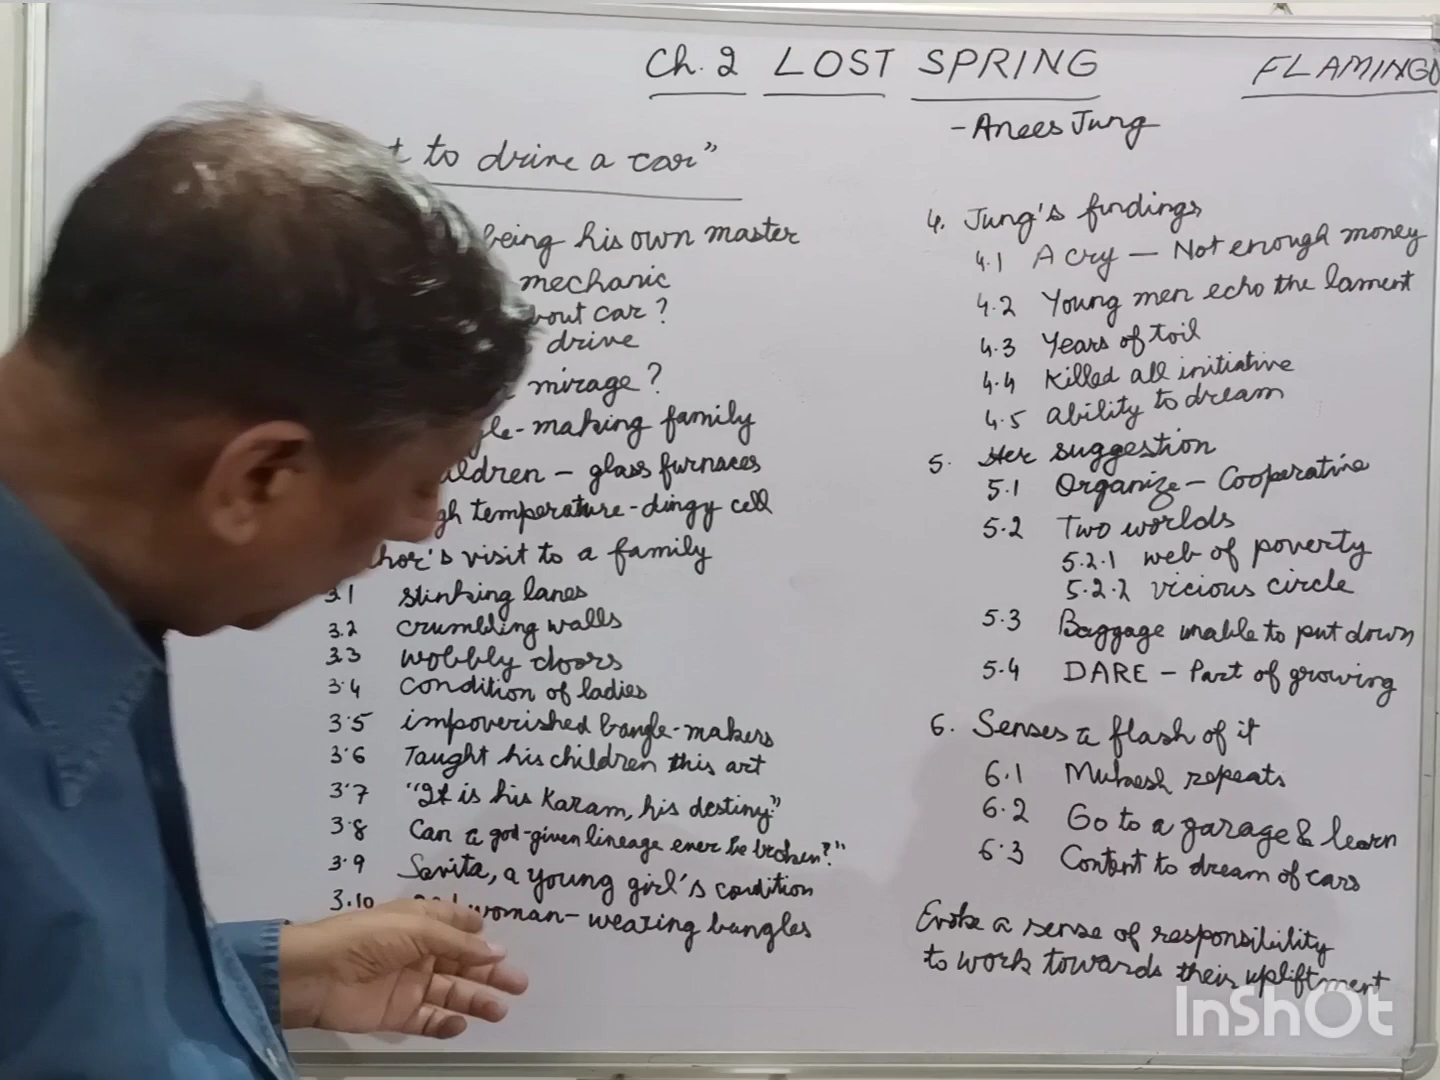 Ch. 2 LOST SPRING
FLAMINGO
- Anees Jung
t to drive a car"
being his own master
mechanic
bout car?
drive
mirage?
gle-making family
ildren - glass furnaces
gh temperature - dingy cell
hor's visit to a family
3.1 stinking lanes
3.2 crumbling walls
3.3 wobbly doors
3.4 condition of ladies
3.5 impoverished bangle-makers
3.6 Taught his children this art
3.7 "It is his Karam, his destiny"
3.8 Can a god-given lineage ever be broken?"
3.9 Savita, a young girl's condition
3.10 woman - wearing bangles
4. Jung's findings
4.1 A cry - Not enough money
4.2 Young men echo the lament
4.3 Years of toil
4.4 Killed all initiative
4.5 ability to dream
5. Her suggestion
5.1 Organize - Cooperative
5.2 Two worlds
5.2.1 web of poverty
5.2.2 vicious circle
5.3 Baggage unable to put down
5.4 DARE - Part of growing
6. Senses a flash of it
6.1 Mukesh repeats
6.2 Go to a garage & learn
6.3 Content to dream of cars
Evoke a sense of responsibility
to work towards their upliftment
InShOt